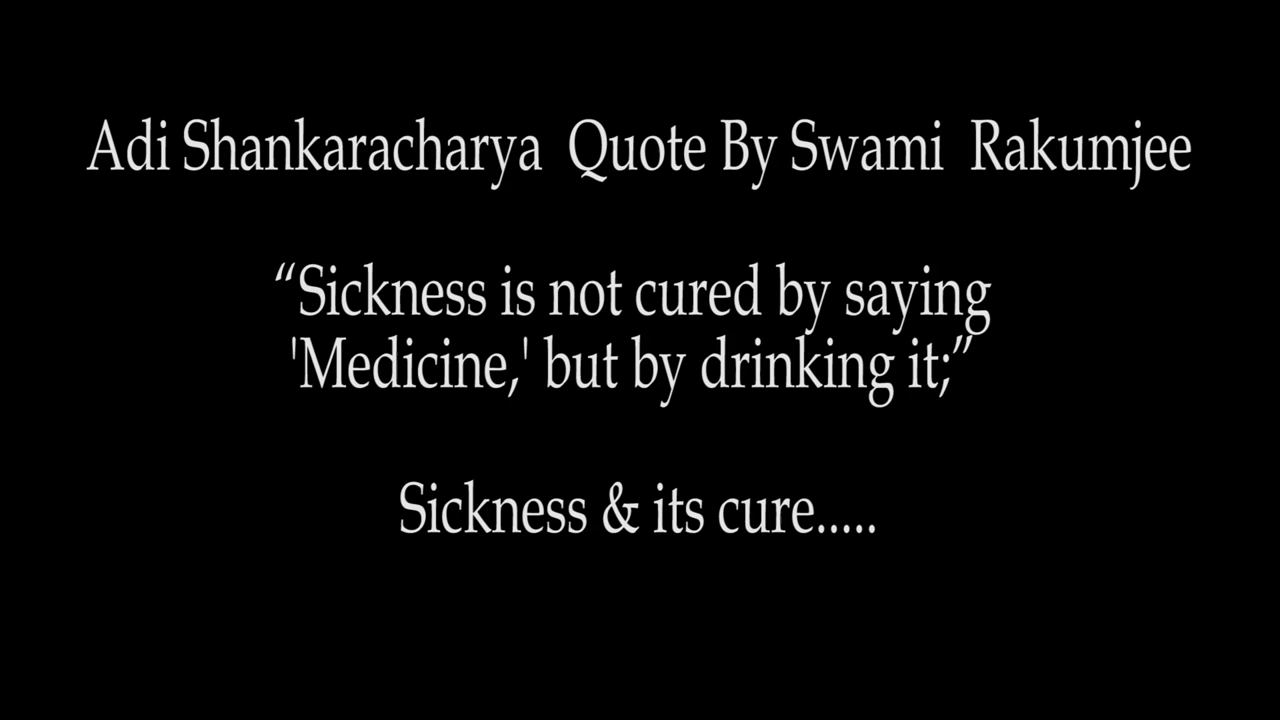 Adi Shankaracharya  Quote By Swami  Rakumjee
“Sickness is not cured by saying
'Medicine,' but by drinking it;”
Sickness & its cure.....